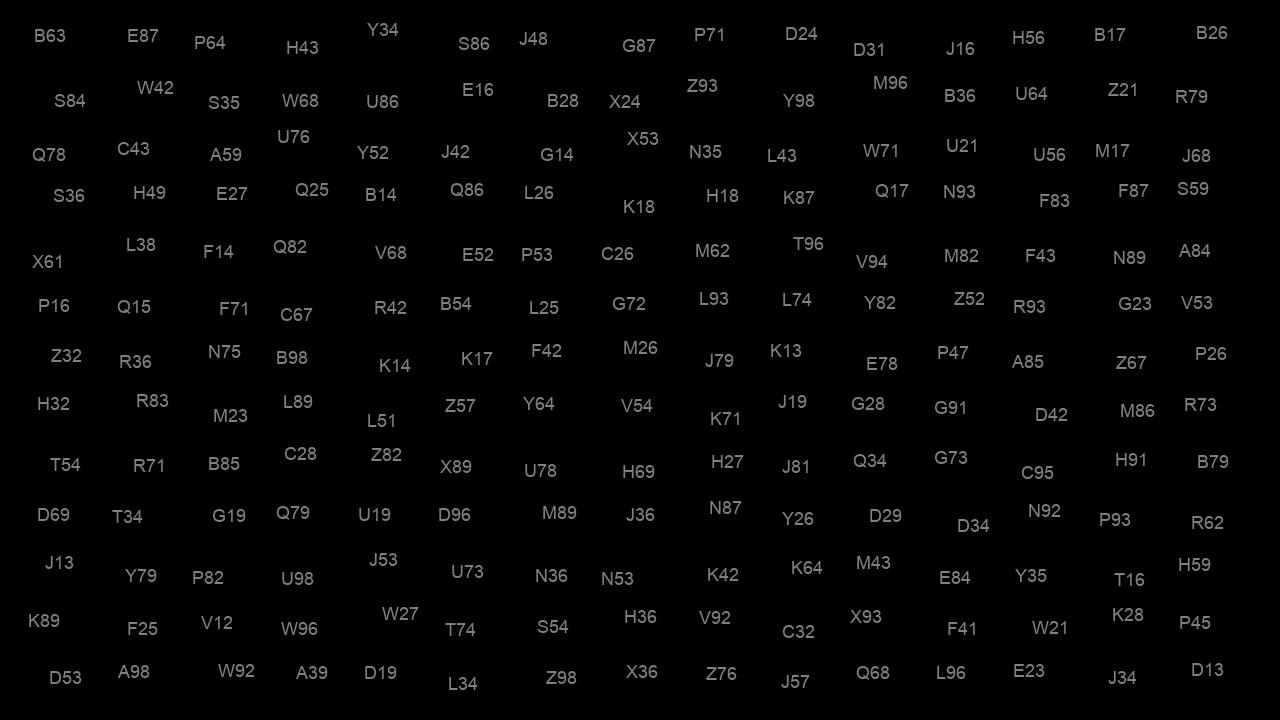 B63 E87 P64 H43 Y34 S86 J48 G87 P71 D24 D31 J16 H56 B17 B26
S84 W42 S35 W68 U86 E16 B28 X24 Z93 Y98 M96 B36 U64 Z21 R79
Q78 C43 A59 U76 Y52 J42 G14 X53 N35 L43 W71 U21 U56 M17 J68
S36 H49 E27 Q25 B14 Q86 L26 K18 H18 K87 Q17 N93 F83 F87 S59
X61 L38 F14 Q82 V68 E52 P53 C26 M62 T96 V94 M82 F43 N89 A84
P16 Q15 F71 C67 R42 B54 L25 G72 L93 L74 Y82 Z52 R93 G23 V53
Z32 R36 N75 B98 K14 K17 F42 M26 J79 K13 E78 P47 A85 Z67 P26
H32 R83 M23 L89 L51 Z57 Y64 V54 K71 J19 G28 G91 D42 M86 R73
T54 R71 B85 C28 Z82 X89 U78 H69 H27 J81 Q34 G73 C95 H91 B79
D69 T34 G19 Q79 U19 D96 M89 J36 N87 Y26 D29 D34 N92 P93 R62
J13 Y79 P82 U98 J53 U73 N36 N53 K42 K64 M43 E84 Y35 T16 H59
K89 F25 V12 W96 W27 T74 S54 H36 V92 C32 X93 F41 W21 K28 P45
D53 A98 W92 A39 D19 L34 Z98 X36 Z76 J57 Q68 L96 E23 J34 D13